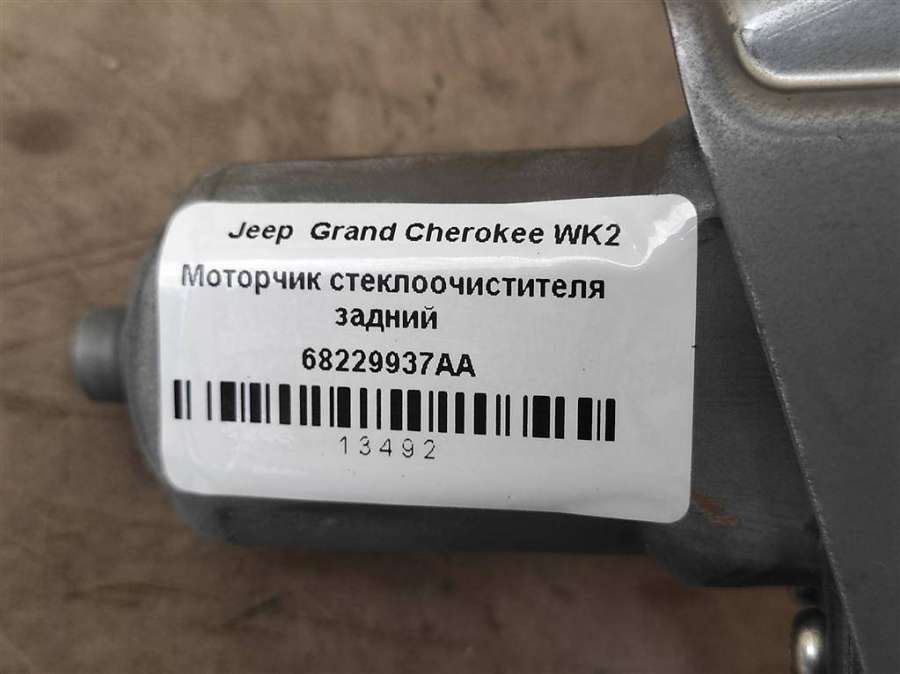 Jeep Grand Cherokee WK2
Моторчик стеклоочистителя
задний
68229937AA
13492